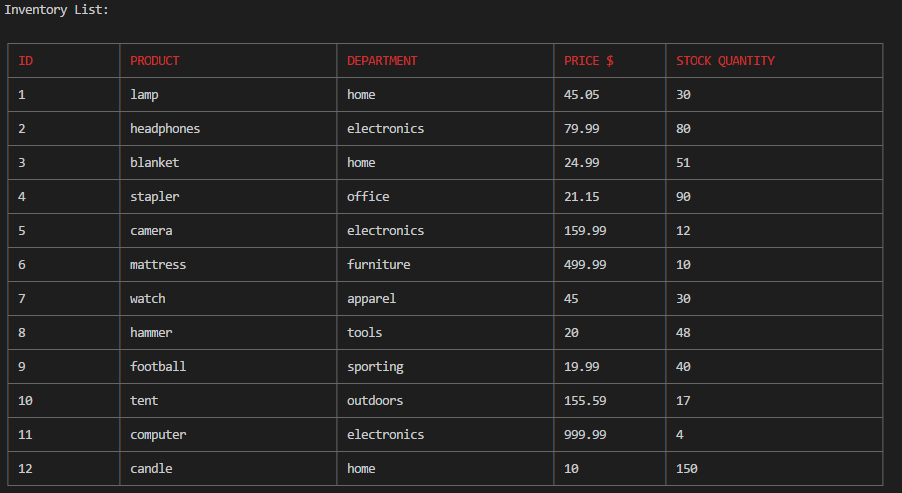 Inventory List:
ID PRODUCT DEPARTMENT PRICE $ STOCK QUANTITY
1 lamp home 45.05 30
2 headphones electronics 79.99 80
3 blanket home 24.99 51
4 stapler office 21.15 90
5 camera electronics 159.99 12
6 mattress furniture 499.99 10
7 watch apparel 45 30
8 hammer tools 20 48
9 football sporting 19.99 40
10 tent outdoors 155.59 17
11 computer electronics 999.99 4
12 candle home 10 150